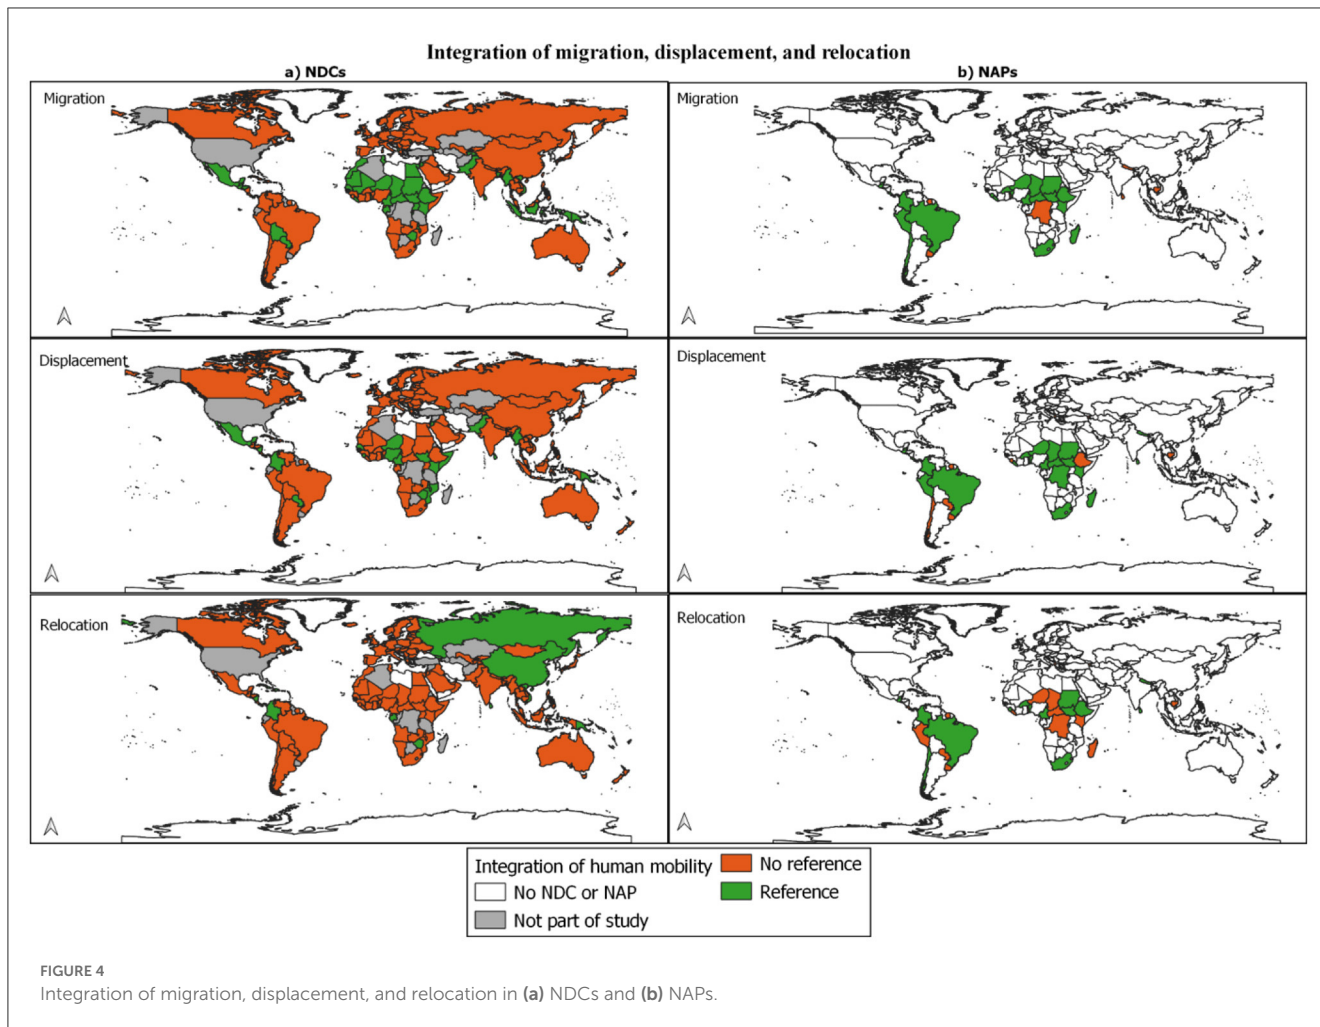 Integration of migration, displacement, and relocation
a) NDCs
b) NAPs
Migration
Migration
Displacement
Displacement
Relocation
Relocation
Integration of human mobility
No NDC or NAP
Not part of study
No reference
Reference
FIGURE 4
Integration of migration, displacement, and relocation in (a) NDCs and (b) NAPs.